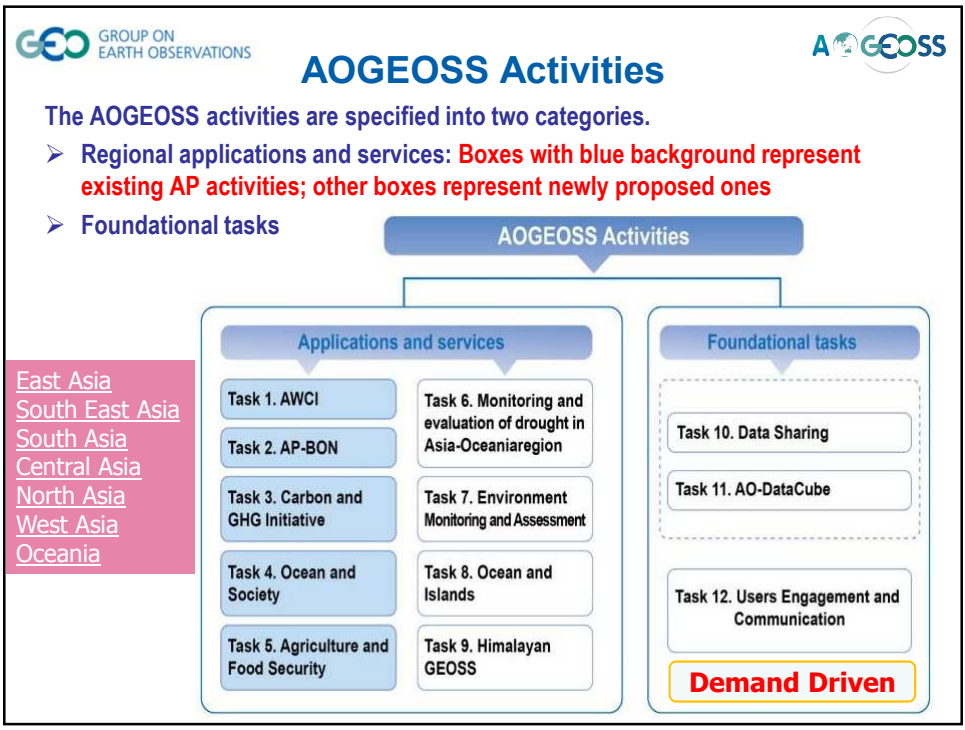 GEO GROUP ON
EARTH OBSERVATIONS
AOGEOSS
AOGEOSS Activities
The AOGEOSS activities are specified into two categories.
➢ Regional applications and services: Boxes with blue background represent
existing AP activities; other boxes represent newly proposed ones
➢ Foundational tasks
AOGEOSS Activities
Applications and services
Foundational tasks
East Asia
South East Asia
South Asia
Central Asia
North Asia
West Asia
Oceania
Task 1. AWCI
Task 2. AP-BON
Task 3. Carbon and
GHG Initiative
Task 4. Ocean and
Society
Task 5. Agriculture and
Food Security
Task 6. Monitoring and
evaluation of drought in
Asia-Oceaniaregion
Task 7. Environment
Monitoring and Assessment
Task 8. Ocean and
Islands
Task 9. Himalayan
GEOSS
Task 10. Data Sharing
Task 11. AO-DataCube
Task 12. Users Engagement and
Communication
Demand Driven